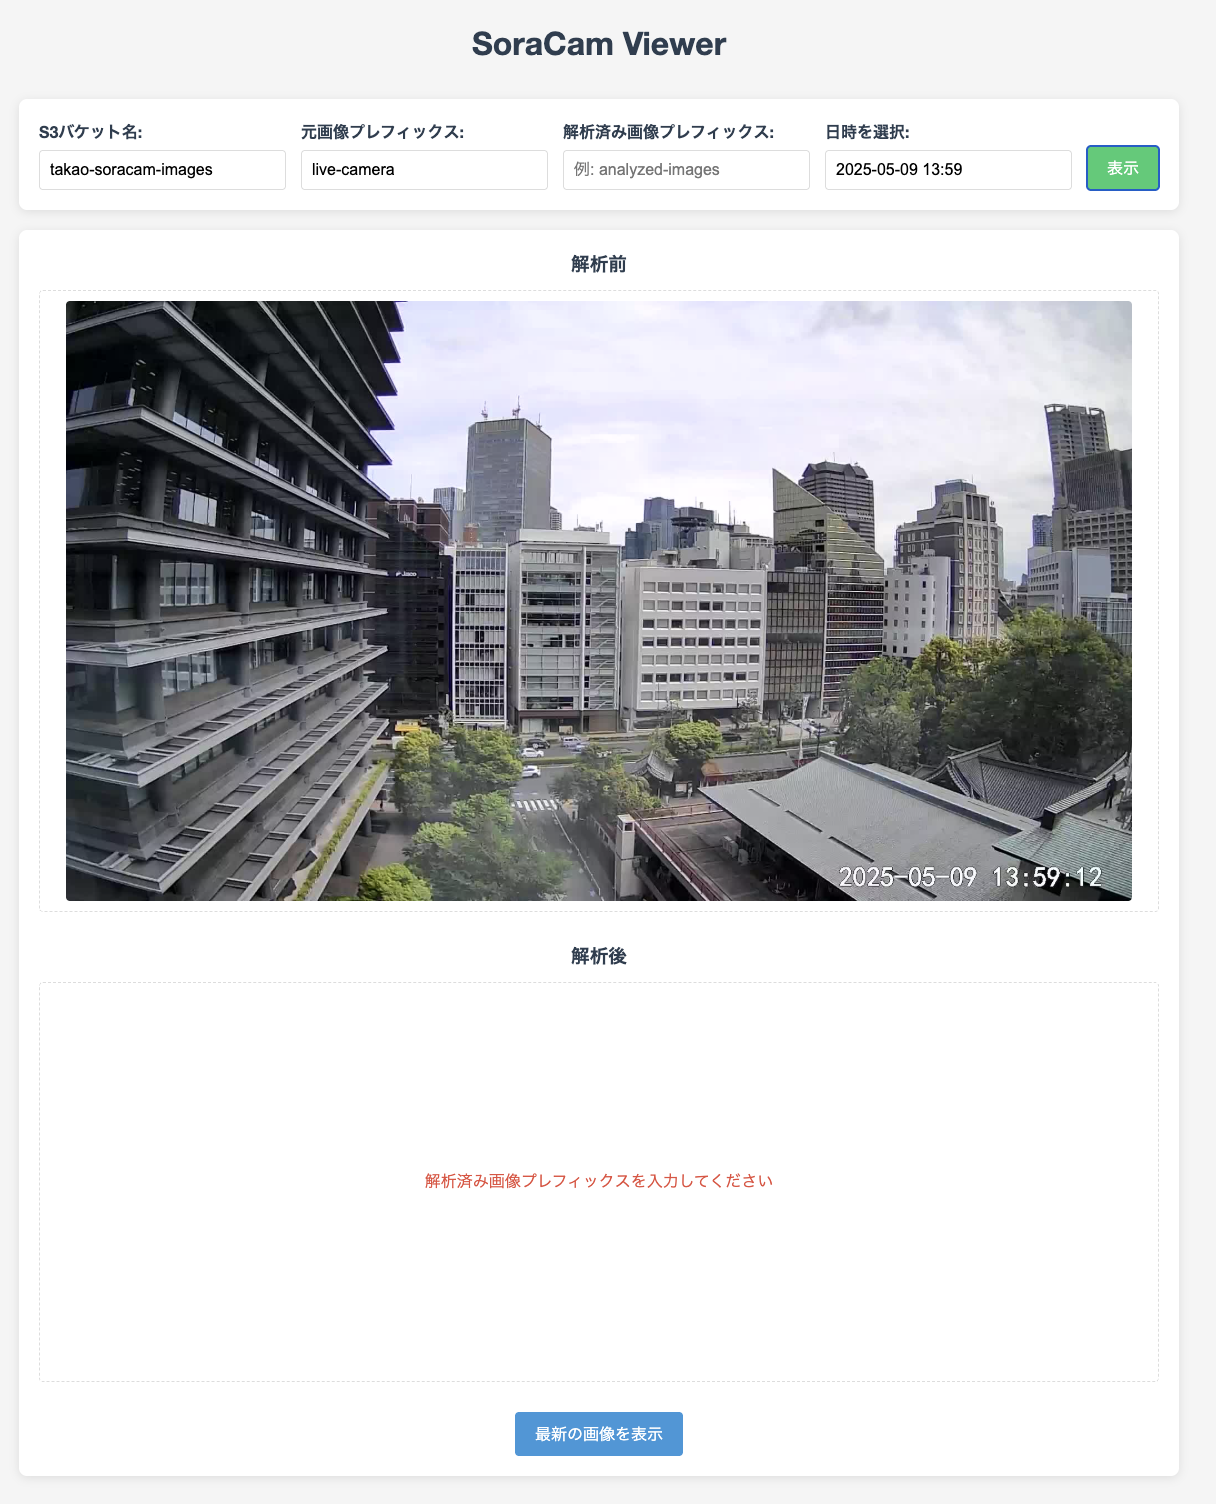 SoraCam Viewer
S3バケット名:
元画像プレフィックス:
解析済み画像プレフィックス:
日時を選択:
takao-soracam-images
live-camera
例: analyzed-images
2025-05-09 13:59
表示
解析前
2025-05-09 13:59:12
解析後
解析済み画像プレフィックスを入力してください
最新の画像を表示